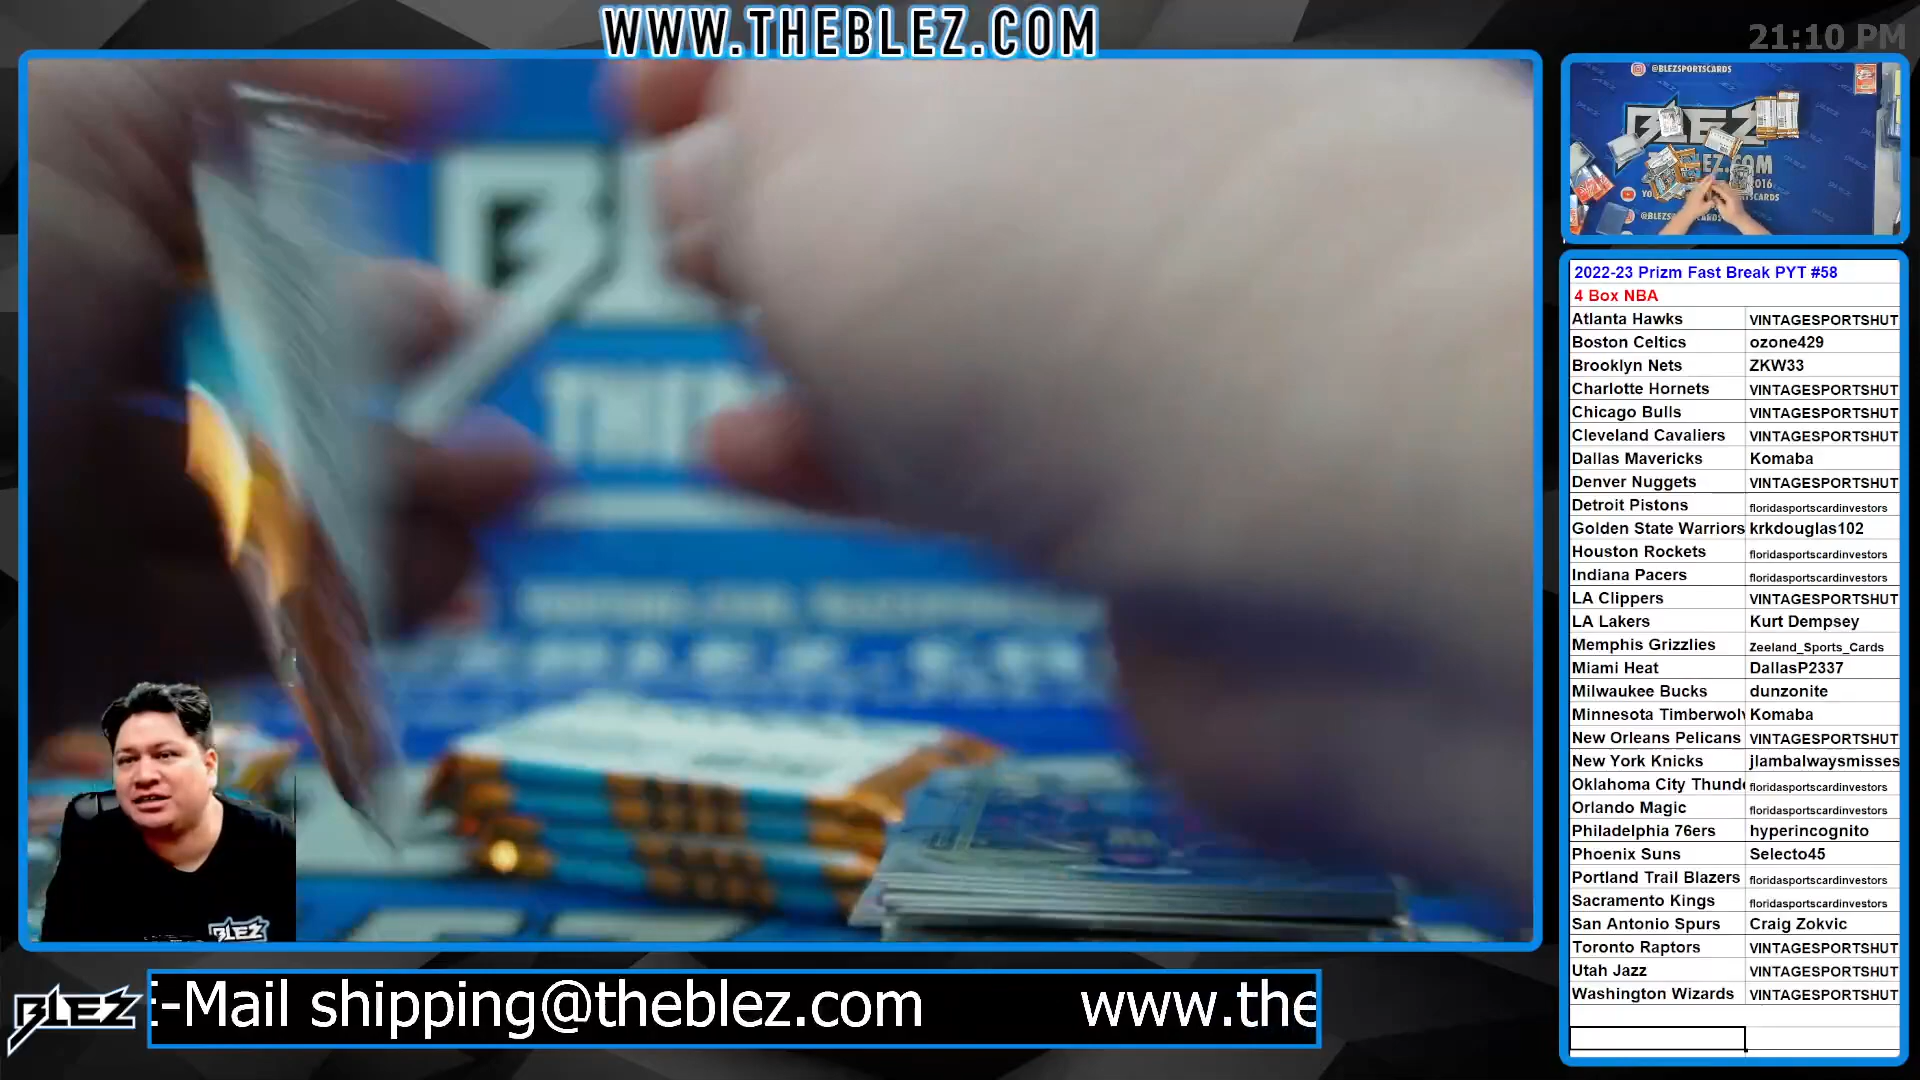 WWW.THEBLEZ.COM
21:10 PM
@BLEZSPORTSCARDS
BLEZ
2022-23 Prizm Fast Break PYT #58
4 Box NBA
Atlanta Hawks VINTAGESPORTSHUT
Boston Celtics ozone429
Brooklyn Nets ZKW33
Charlotte Hornets VINTAGESPORTSHUT
Chicago Bulls VINTAGESPORTSHUT
Cleveland Cavaliers VINTAGESPORTSHUT
Dallas Mavericks Komaba
Denver Nuggets VINTAGESPORTSHUT
Detroit Pistons floridasportscardinvestors
Golden State Warriors krkdouglas102
Houston Rockets floridasportscardinvestors
Indiana Pacers floridasportscardinvestors
LA Clippers VINTAGESPORTSHUT
LA Lakers Kurt Dempsey
Memphis Grizzlies Zeeland_Sports_Cards
Miami Heat DallasP2337
Milwaukee Bucks dunzonite
Minnesota Timberwolv Komaba
New Orleans Pelicans VINTAGESPORTSHUT
New York Knicks jlambalwaysmisses
Oklahoma City Thunde floridasportscardinvestors
Orlando Magic floridasportscardinvestors
Philadelphia 76ers hyperincognito
Phoenix Suns Selecto45
Portland Trail Blazers floridasportscardinvestors
Sacramento Kings floridasportscardinvestors
San Antonio Spurs Craig Zokvic
Toronto Raptors VINTAGESPORTSHUT
Utah Jazz VINTAGESPORTSHUT
Washington Wizards VINTAGESPORTSHUT
BLEZ
BLEZ
E-Mail shipping@theblez.com www.the